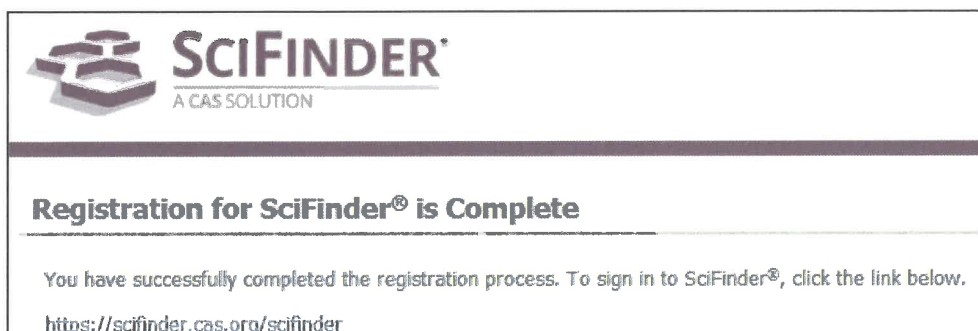 SCIFINDER®
A CAS SOLUTION
Registration for SciFinder® is Complete
You have successfully completed the registration process. To sign in to SciFinder®, click the link below.
https://scifinder.cas.org/scifinder